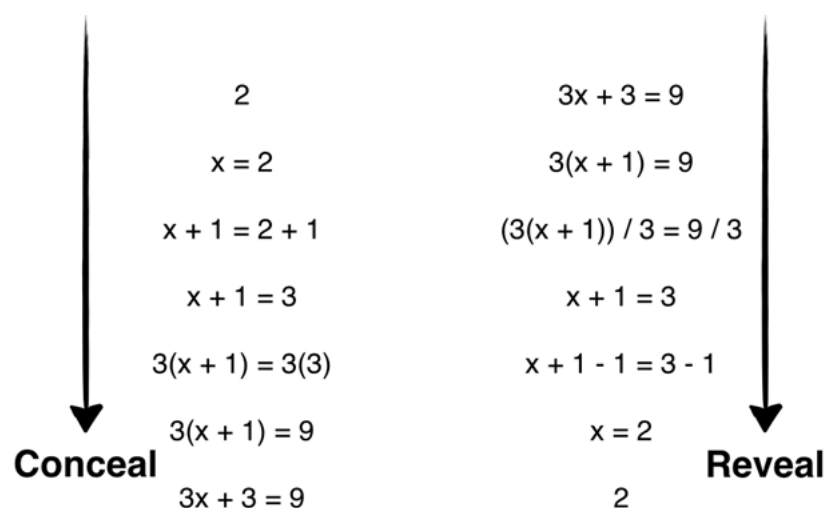 2
x = 2
x + 1 = 2 + 1
x + 1 = 3
3(x + 1) = 3(3)
3(x + 1) = 9
3x + 3 = 9
Conceal
3x + 3 = 9
3(x + 1) = 9
(3(x + 1)) / 3 = 9 / 3
x + 1 = 3
x + 1 - 1 = 3 - 1
x = 2
2
Reveal